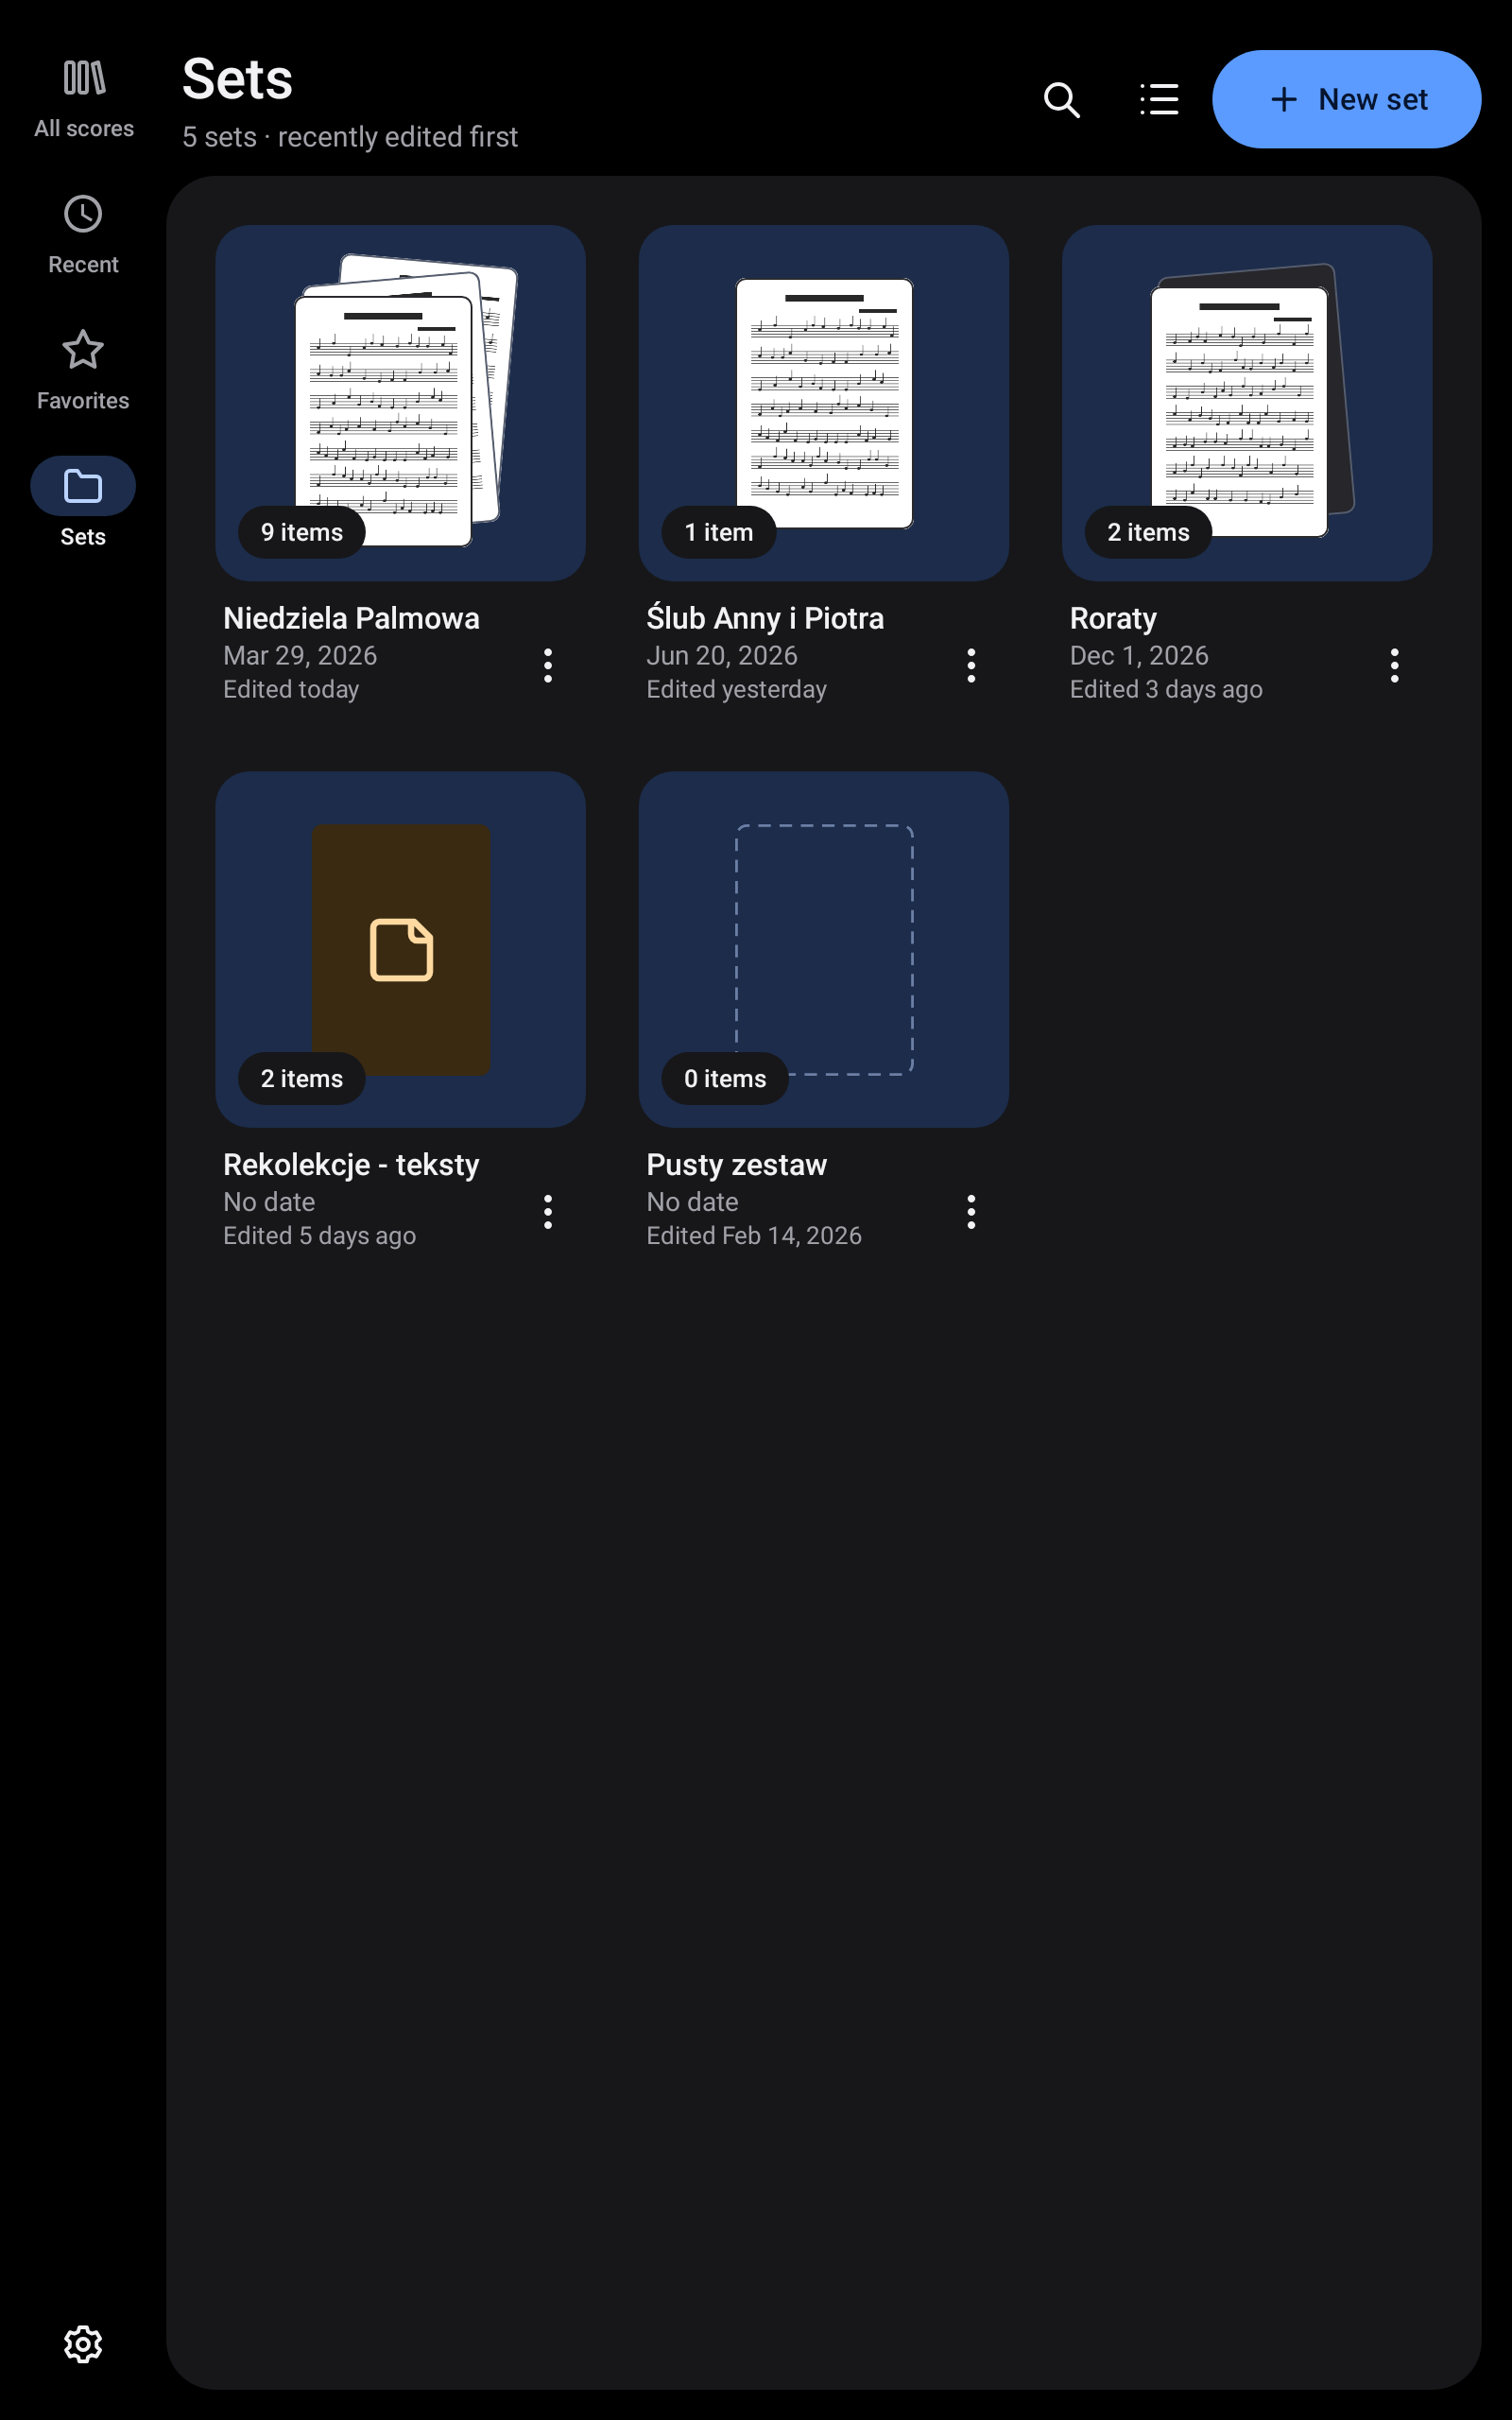 All scores
Recent
Favorites
Sets
Sets
5 sets · recently edited first
New set
9 items
Niedziela Palmowa
Mar 29, 2026
Edited today
1 item
Ślub Anny i Piotra
Jun 20, 2026
Edited yesterday
2 items
Roraty
Dec 1, 2026
Edited 3 days ago
2 items
Rekolekcje - teksty
No date
Edited 5 days ago
0 items
Pusty zestaw
No date
Edited Feb 14, 2026